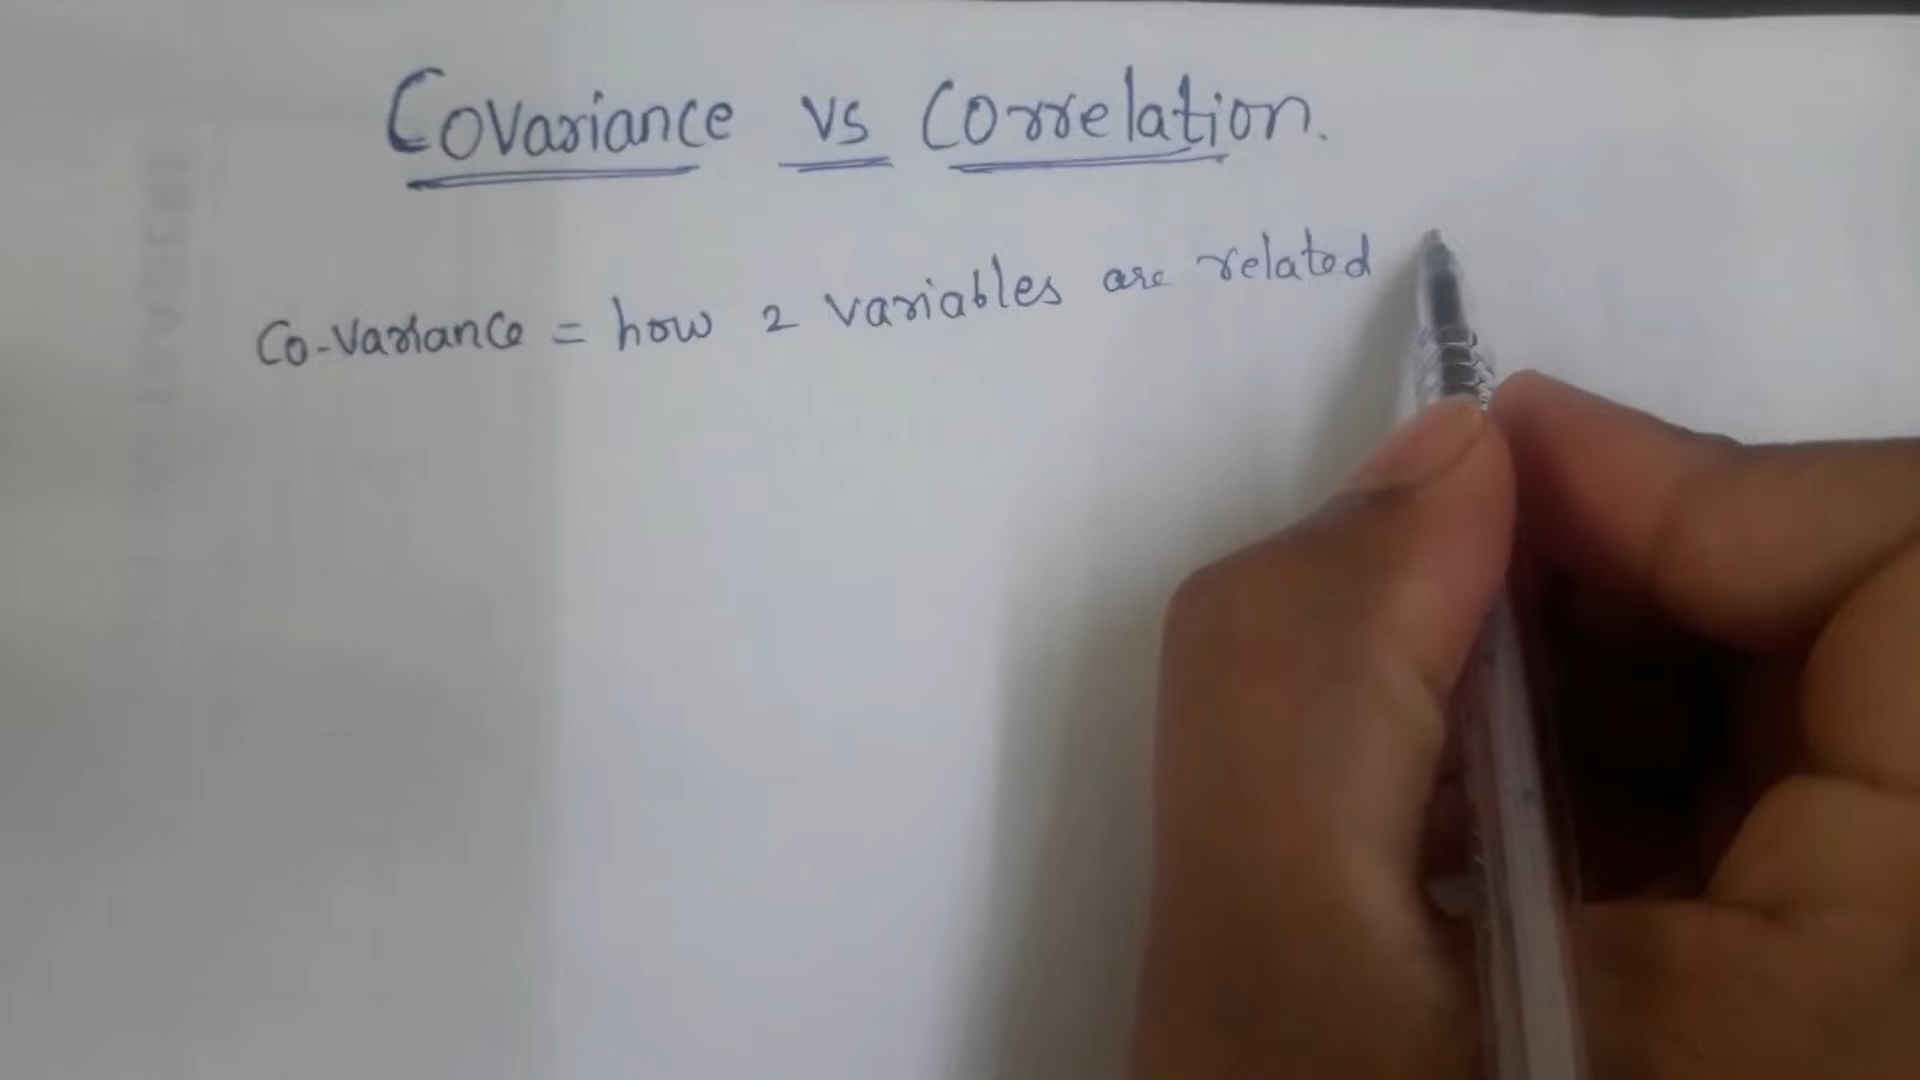 Covariance vs Correlation.
Co-Variance = how 2 variables are related